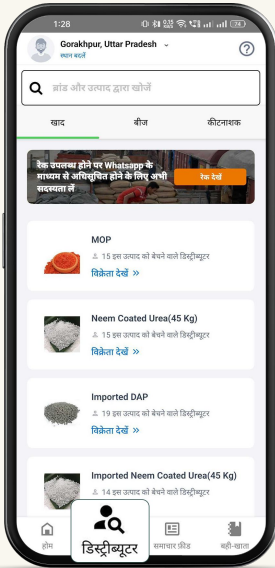 1:28
Gorakhpur, Uttar Pradesh
स्थान बदलें
ब्रांड और उत्पाद द्वारा खोजें
खाद
बीज
कीटनाशक
रेक उपलब्ध होने पर Whatsapp के
माध्यम से अधिसूचित होने के लिए अभी
सदस्यता लें
रेक देखें
MOP
15 इस उत्पाद को बेचने वाले डिस्ट्रीब्यूटर
विक्रेता देखें »
Neem Coated Urea(45 Kg)
15 इस उत्पाद को बेचने वाले डिस्ट्रीब्यूटर
विक्रेता देखें »
Imported DAP
19 इस उत्पाद को बेचने वाले डिस्ट्रीब्यूटर
विक्रेता देखें »
Imported Neem Coated Urea(45 Kg)
14 इस उत्पाद को बेचने वाले डिस्ट्रीब्यूटर
होम
डिस्ट्रीब्यूटर
समाचार फ़ीड
बही-खाता